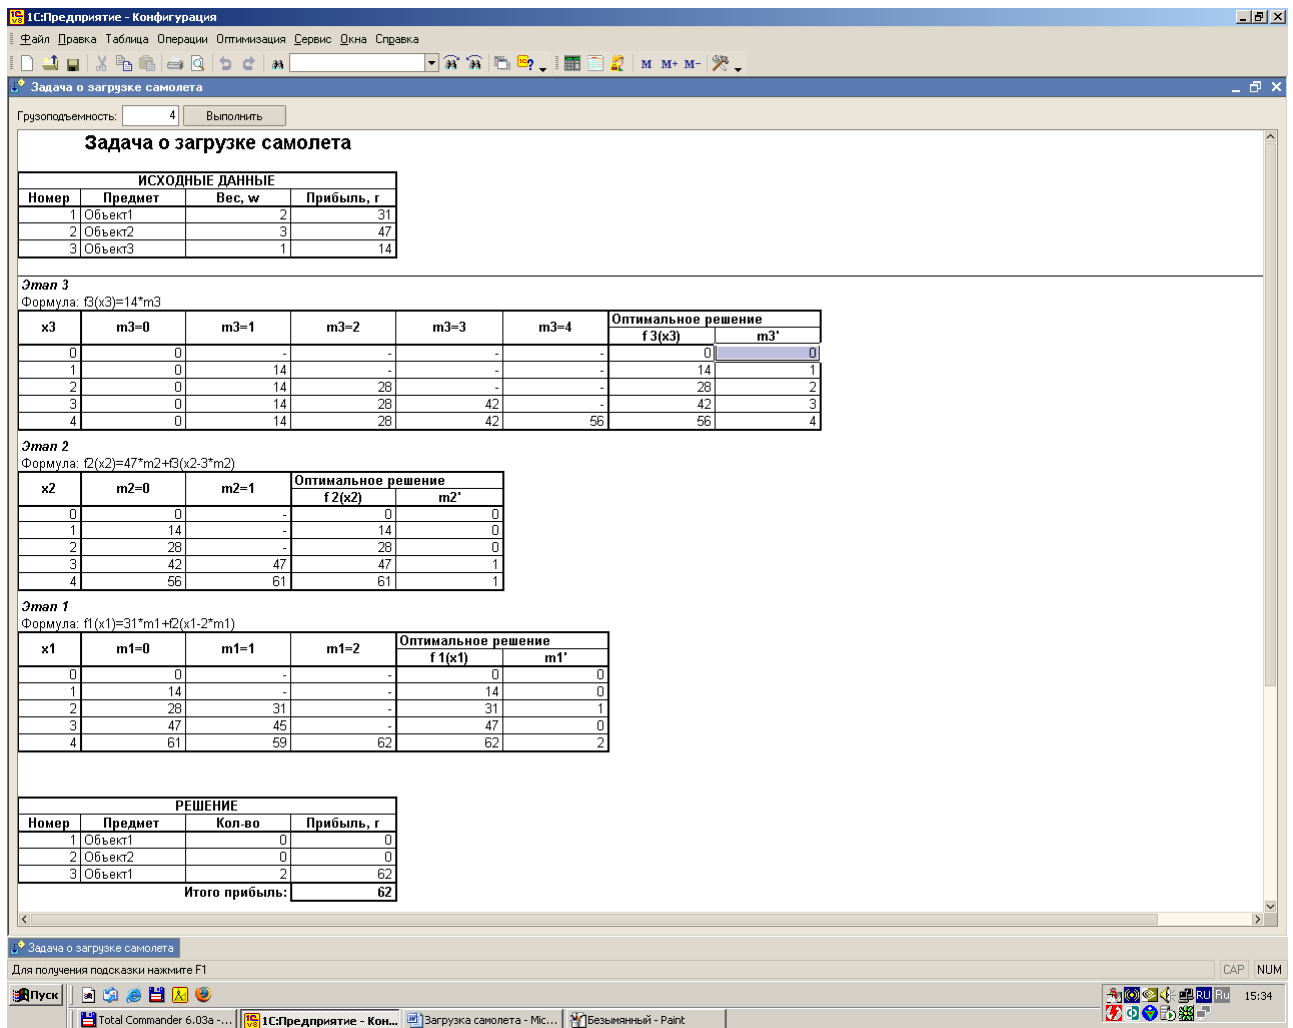 1С:Предприятие - Конфигурация
Файл Правка Таблица Операции Оптимизация Сервис Окна Справка
M M+ M-
Задача о загрузке самолета
Грузоподъемность: 4 Выполнить
Задача о загрузке самолета
ИСХОДНЫЕ ДАННЫЕ
Номер Предмет Вес, w Прибыль, r
1 Объект1 2 31
2 Объект2 3 47
3 Объект3 1 14
Этап 3
Формула: f3(x3)=14*m3
x3 m3=0 m3=1 m3=2 m3=3 m3=4 Оптимальное решение
f 3(x3) m3'
0 0 - - - - 0 0
1 0 14 - - - 14 1
2 0 14 28 - - 28 2
3 0 14 28 42 - 42 3
4 0 14 28 42 56 56 4
Этап 2
Формула: f2(x2)=47*m2+f3(x2-3*m2)
x2 m2=0 m2=1 Оптимальное решение
f 2(x2) m2'
0 0 - 0 0
1 14 - 14 0
2 28 - 28 0
3 42 47 47 1
4 56 61 61 1
Этап 1
Формула: f1(x1)=31*m1+f2(x1-2*m1)
x1 m1=0 m1=1 m1=2 Оптимальное решение
f 1(x1) m1'
0 0 - - 0 0
1 14 - - 14 0
2 28 31 - 31 1
3 47 45 - 47 0
4 61 59 62 62 2
РЕШЕНИЕ
Номер Предмет Кол-во Прибыль, r
1 Объект1 0 0
2 Объект2 0 0
3 Объект1 2 62
Итого прибыль: 62
Задача о загрузке самолета
Для получения подсказки нажмите F1
CAP NUM
Пуск RU Ru 15:34
Total Commander 6.03a -... 1С:Предприятие - Кон... Загрузка самолета - Mic... Безымянный - Paint